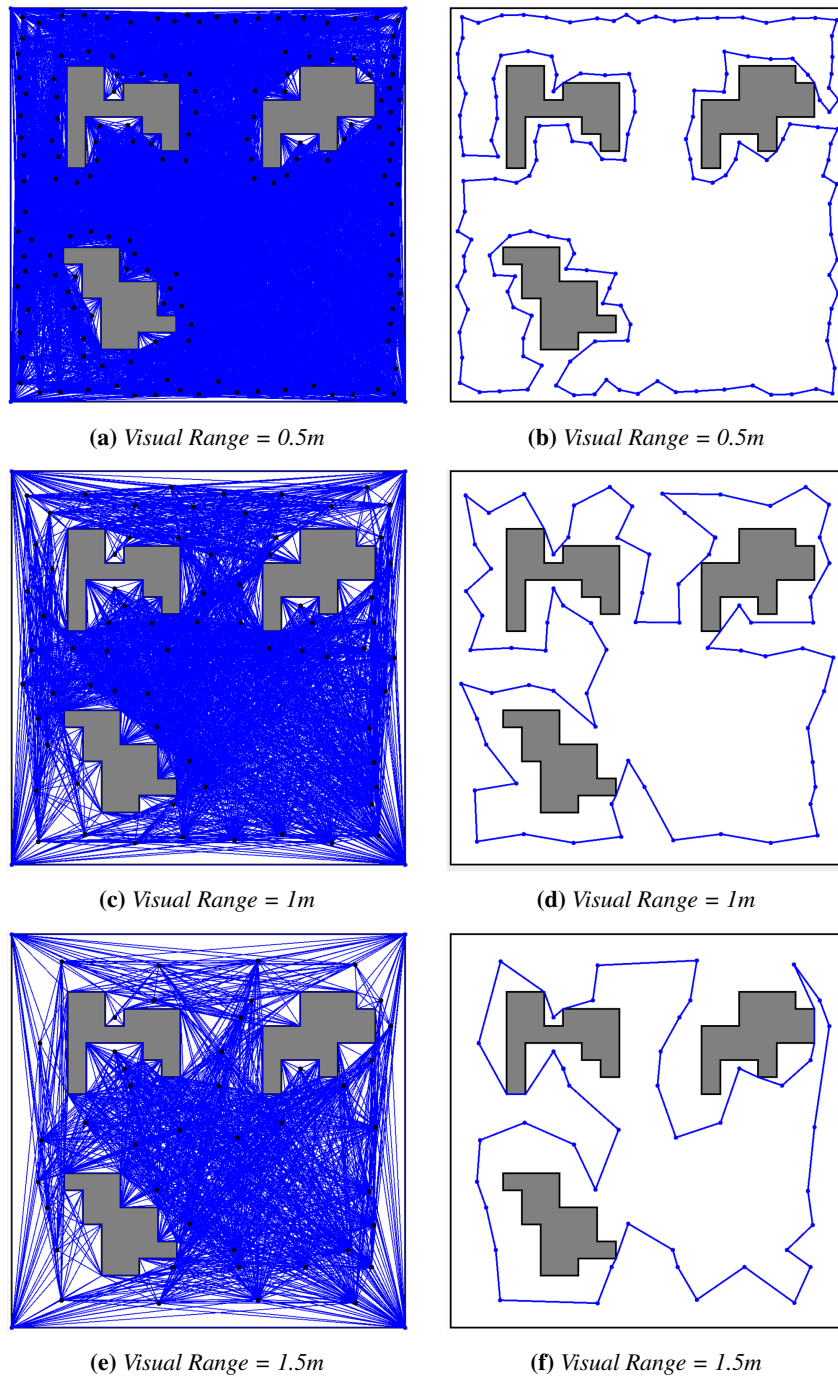 (a) Visual Range = 0.5m
(b) Visual Range = 0.5m
(c) Visual Range = 1m
(d) Visual Range = 1m
(e) Visual Range = 1.5m
(f) Visual Range = 1.5m